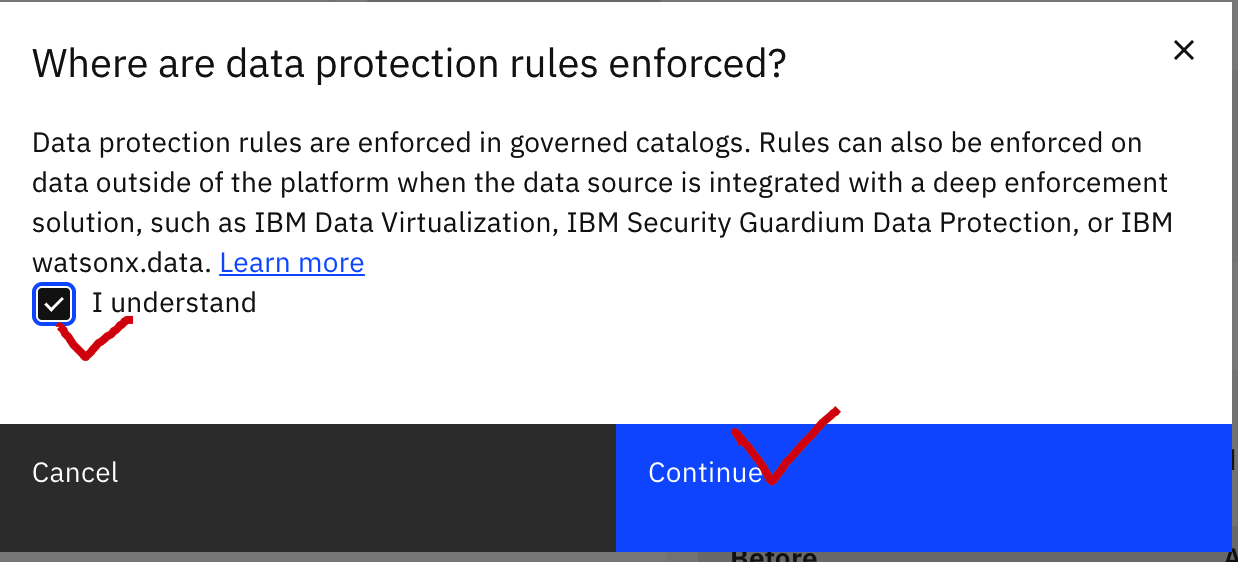 Where are data protection rules enforced?
Data protection rules are enforced in governed catalogs. Rules can also be enforced on
data outside of the platform when the data source is integrated with a deep enforcement
solution, such as IBM Data Virtualization, IBM Security Guardium Data Protection, or IBM
watsonx.data. Learn more
I understand
Cancel
Continue
Before